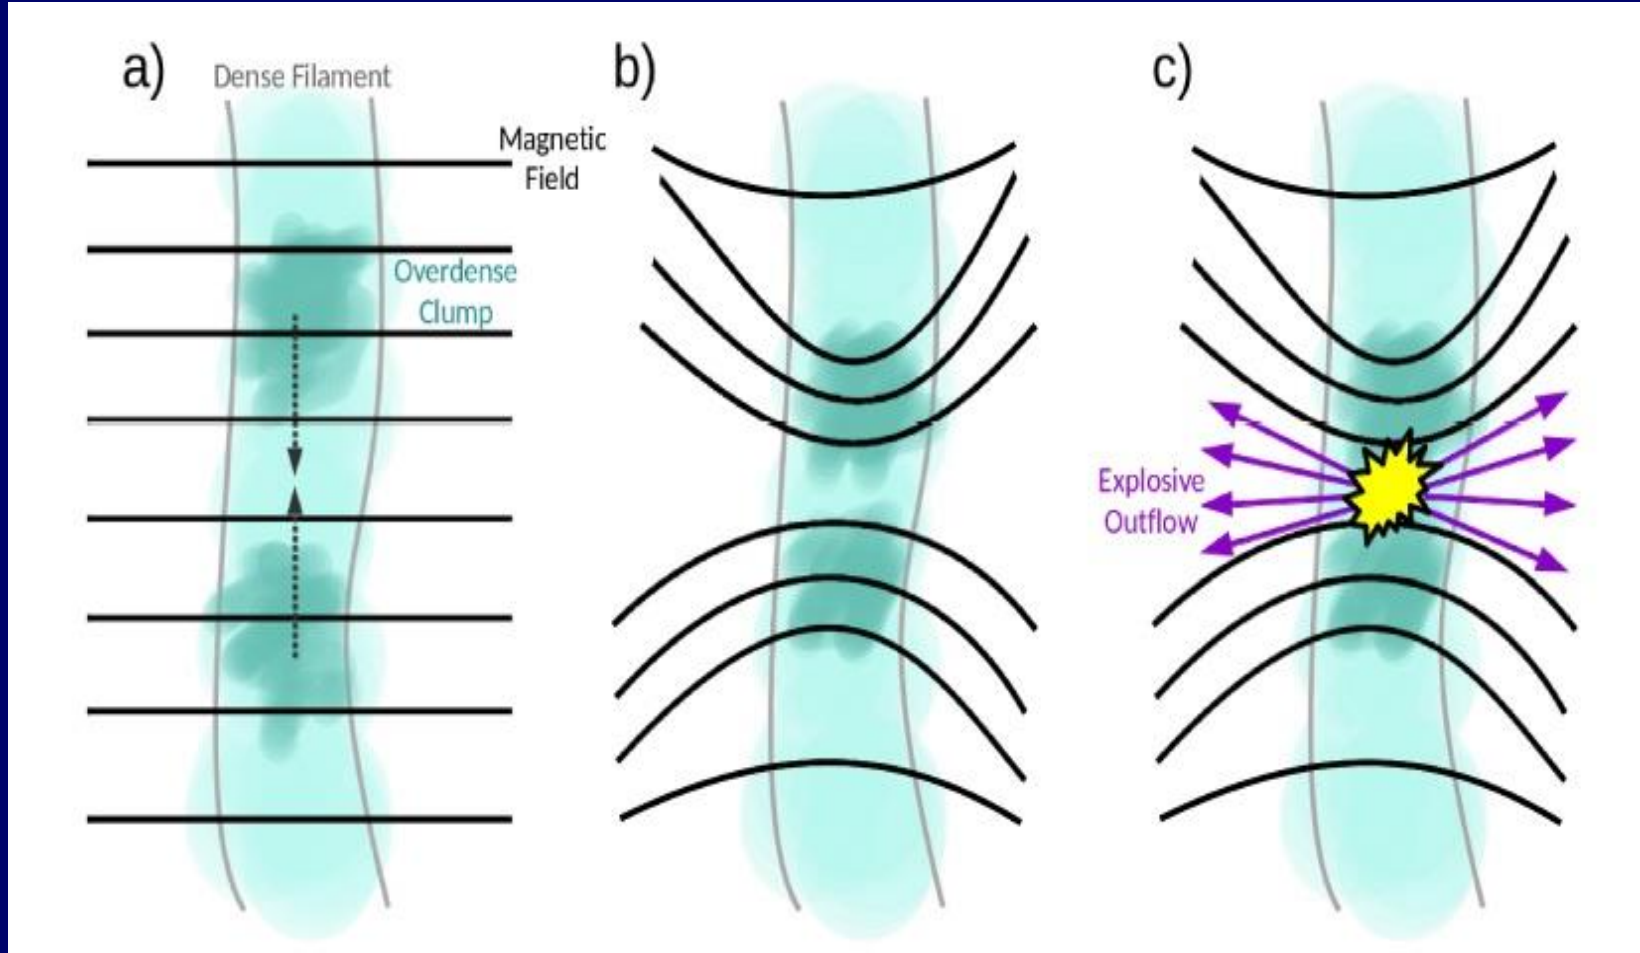 a)
Dense Filament
Magnetic
Field
Overdense
Clump
b)
c)
Explosive
Outflow